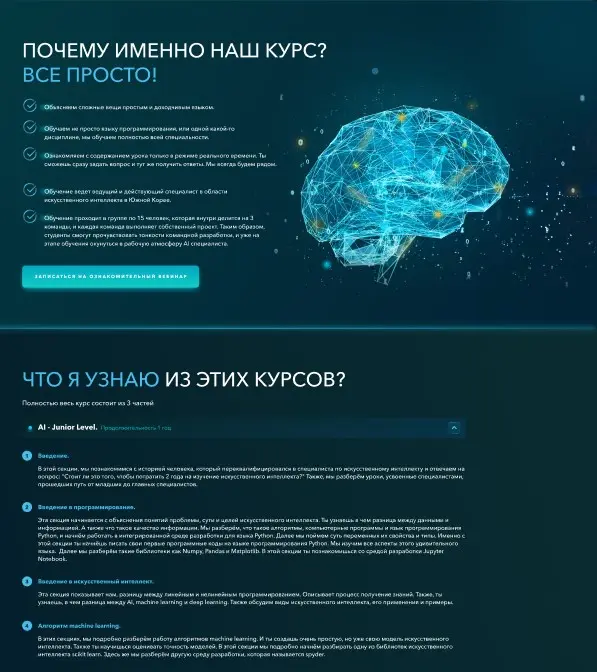 ПОЧЕМУ ИМЕННО НАШ КУРС?
ВСЕ ПРОСТО!
Объясняем сложные вещи простым и доходчивым языком.
Обучаем не просто языку программирования, или одной какой-то
дисциплине, мы обучаем полностью всей специальности.
Ознакомляем с содержанием урока только в режиме реального времени. Ты
сможешь сразу задать вопрос и тут же получить ответы. Мы всегда будем рядом.
Обучение ведет ведущий и действующий специалист в области
искусственного интеллекта в Южной Корее.
Обучение проходит в группе по 15 человек, которая внутри делится на 3
команды, и каждая команда выполняет собственный проект. Таким образом,
студенты смогут прочувствовать тонкости командной разработки, и уже на
этапе обучения окунуться в рабочую атмосферу AI специалиста.
ЗАПИСАТЬСЯ НА ОЗНАКОМИТЕЛЬНЫЙ ВЕБИНАР
ЧТО Я УЗНАЮ ИЗ ЭТИХ КУРСОВ?
Полностью весь курс состоит из 3 частей
AI - Junior Level. Продолжительность 1 год
1 Введение.
В этой секции, мы познакомимся с историей человека, который переквалифицировался в специалиста по искусственному интеллекту и отвечаем на
вопрос: "Стоит ли это того, чтобы потратить 2 года на изучение искусственного интеллекта?" Также, мы разберём уроки, усвоенные специалистами,
прошедших путь от младших до главных специалистов.
2 Введение в программирование.
Эта секция начинается с объяснения понятий проблемы, суть и целей искусственного интеллекта. Ты узнаешь в чем разница между данными и
информацией. А также что такое качество информации. Мы разберём, что такое алгоритм, компьютерные программы и язык программирования
Python, и начнём работать в интегрированной среде разработки для языка Python. Далее мы поймем суть переменных их свойства и типы. Именно с
этой секции ты начнёшь писать свои первые программные коды на языке программирования Python. Мы изучим все аспекты этого удивительного
языка. Далее мы разберём такие библиотеки как Numpy, Pandas и Matplotlib. В этой секции ты познакомишься со средой разработки Jupyter
Notebook.
3 Введение в искусственный интеллект.
Эта секция показывает нам, разницу между линейным и нелинейным программированием. Описывает процесс получение знаний. Также, ты
узнаешь, в чем разница между AI, machine learning и deep learning. Также обсудим виды искусственного интеллекта, его применения и примеры.
4 Алгоритм machine learning.
В этих секциях, мы подробно разберём работу алгоритмов machine learning. И ты создашь очень простую, но уже свою модель искусственного
интеллекта. Также ты научишься оценивать точность моделей. В этой секции мы подробно начнём разбирать одну из библиотек искусственного
интеллекта scikit learn. Здесь же мы разберём другую среду разработки, которая называется spyder.